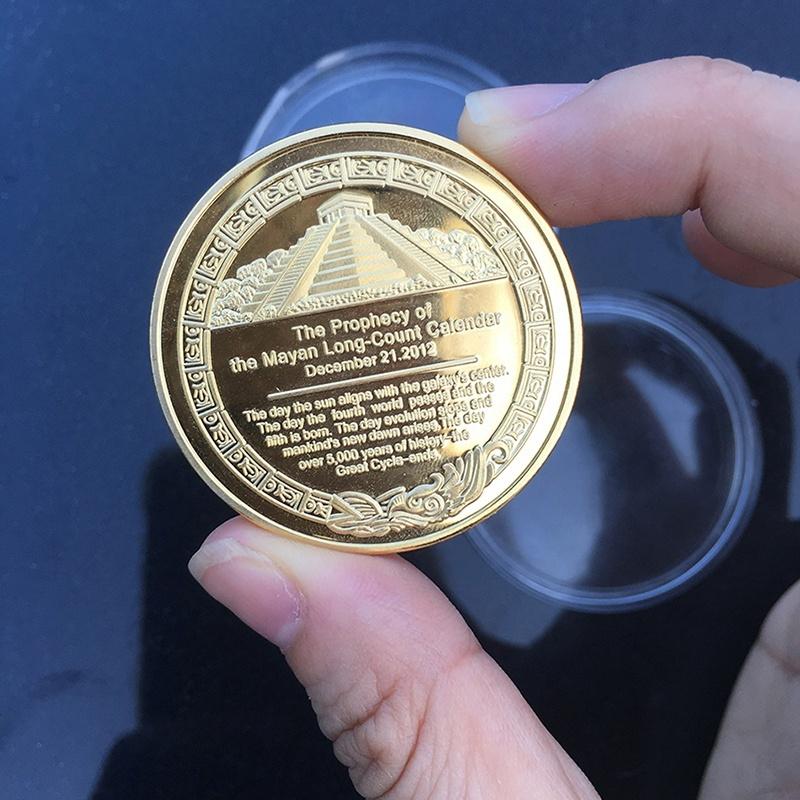 The Prophecy of
the Mayan Long-Count Calendar
December 21.2012
The day the sun aligns with the galaxy's center.
The day the fourth world passes and the
fifth is born. The day evolution signs and
mankind's new dawn arises. The day
over 5,000 years of history-the
Great Cycle-ends.